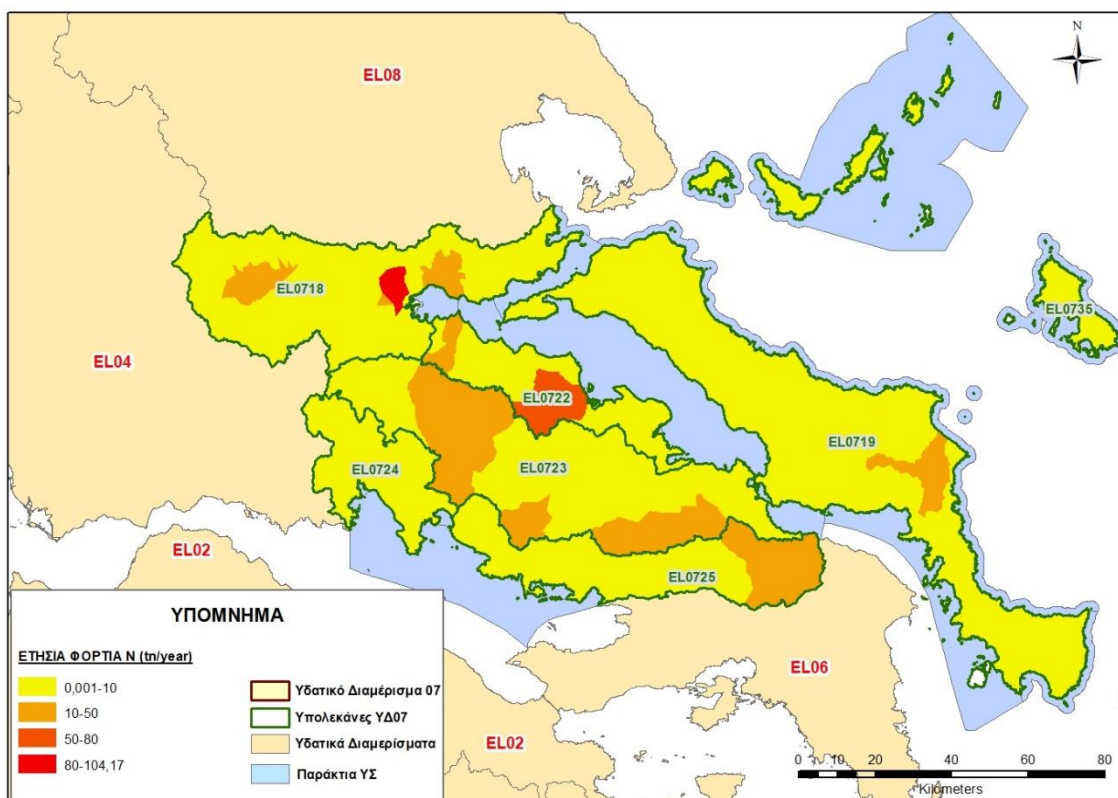 N
EL08
EL0718
EL0735
EL04
EL0722
EL0719
EL0724
EL0723
EL02
EL0725
EL06
EL02
ΥΠΟΜΝΗΜΑ
ΕΤΗΣΙΑ ΦΟΡΤΙΑ Ν (tn/year)
0,001-10
10-50
50-80
80-104,17
Υδατικό Διαμέρισμα 07
Υπολεκάνες ΥΔ07
Υδατικά Διαμερίσματα
Παράκτια ΥΣ
0 10 20 40 60 80
Kilometers